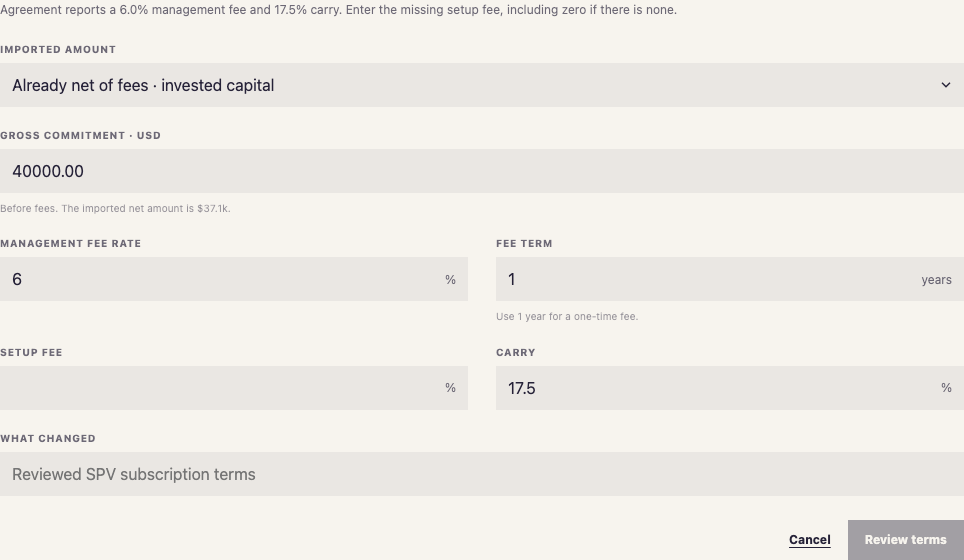 Agreement reports a 6.0% management fee and 17.5% carry. Enter the missing setup fee, including zero if there is none.
IMPORTED AMOUNT
Already net of fees · invested capital
GROSS COMMITMENT · USD
40000.00
Before fees. The imported net amount is $37.1k.
MANAGEMENT FEE RATE
6 %
FEE TERM
1 years
Use 1 year for a one-time fee.
SETUP FEE
%
CARRY
17.5 %
WHAT CHANGED
Reviewed SPV subscription terms
Cancel
Review terms